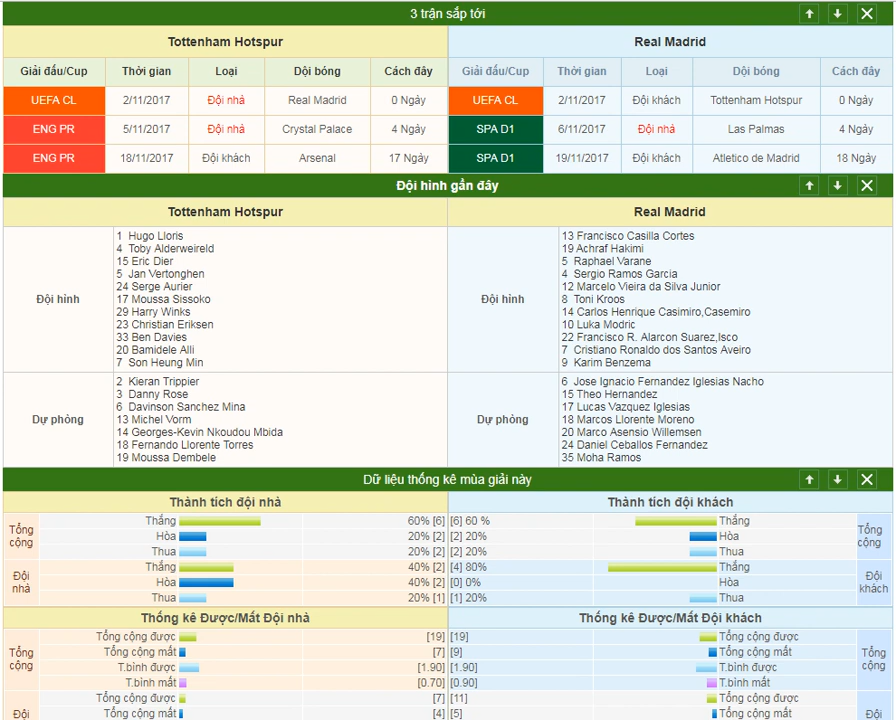 3 trận sắp tới
Tottenham Hotspur Real Madrid
Giải đấu/Cup Thời gian Loại Dội bóng Cách đây Giải đấu/Cup Thời gian Loại Dội bóng Cách đây
UEFA CL 2/11/2017 Đội nhà Real Madrid 0 Ngày UEFA CL 2/11/2017 Đội khách Tottenham Hotspur 0 Ngày
ENG PR 5/11/2017 Đội nhà Crystal Palace 4 Ngày SPA D1 6/11/2017 Đội nhà Las Palmas 4 Ngày
ENG PR 18/11/2017 Đội khách Arsenal 17 Ngày SPA D1 19/11/2017 Đội khách Atletico de Madrid 18 Ngày
Đội hình gần đây
Tottenham Hotspur Real Madrid
Đội hình
1 Hugo Lloris
4 Toby Alderweireld
15 Eric Dier
5 Jan Vertonghen
24 Serge Aurier
17 Moussa Sissoko
29 Harry Winks
23 Christian Eriksen
33 Ben Davies
20 Bamidele Alli
7 Son Heung Min
Đội hình
13 Francisco Casilla Cortes
19 Achraf Hakimi
5 Raphael Varane
4 Sergio Ramos Garcia
12 Marcelo Vieira da Silva Junior
8 Toni Kroos
14 Carlos Henrique Casimiro,Casemiro
10 Luka Modric
22 Francisco R. Alarcon Suarez,Isco
7 Cristiano Ronaldo dos Santos Aveiro
9 Karim Benzema
Dự phòng
2 Kieran Trippier
3 Danny Rose
6 Davinson Sanchez Mina
13 Michel Vorm
14 Georges-Kevin Nkoudou Mbida
18 Fernando Llorente Torres
19 Moussa Dembele
Dự phòng
6 Jose Ignacio Fernandez Iglesias Nacho
15 Theo Hernandez
17 Lucas Vazquez Iglesias
18 Marcos Llorente Moreno
20 Marco Asensio Willemsen
24 Daniel Ceballos Fernandez
35 Moha Ramos
Dữ liệu thống kê mùa giải này
Thành tích đội nhà Thành tích đội khách
Tổng cộng
Thắng 60% [6] [6] 60 % Thắng
Hòa 20% [2] [2] 20% Hòa
Thua 20% [2] [2] 20% Thua
Tổng cộng
Đội nhà
Thắng 40% [2] [4] 80% Thắng
Hòa 40% [2] [0] 0% Hòa
Thua 20% [1] [1] 20% Thua
Đội khách
Thống kê Được/Mất Đội nhà Thống kê Được/Mất Đội khách
Tổng cộng
Tổng cộng được [19] [19] Tổng cộng được
Tổng cộng mất [7] [9] Tổng cộng mất
T.bình được [1.90] [1.90] T.bình được
T.bình mất [0.70] [0.90] T.bình mất
Tổng cộng
Tổng cộng được [7] [11] Tổng cộng được
Đội Tổng cộng mất [4] [5] Tổng cộng mất Đội